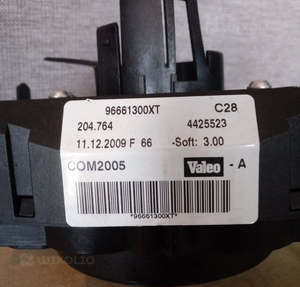 96661300XT C28
204.764 4425523
11.12.2009 F 66 -Soft: 3.00
COM2005 Valeo - A
*96661300XT*